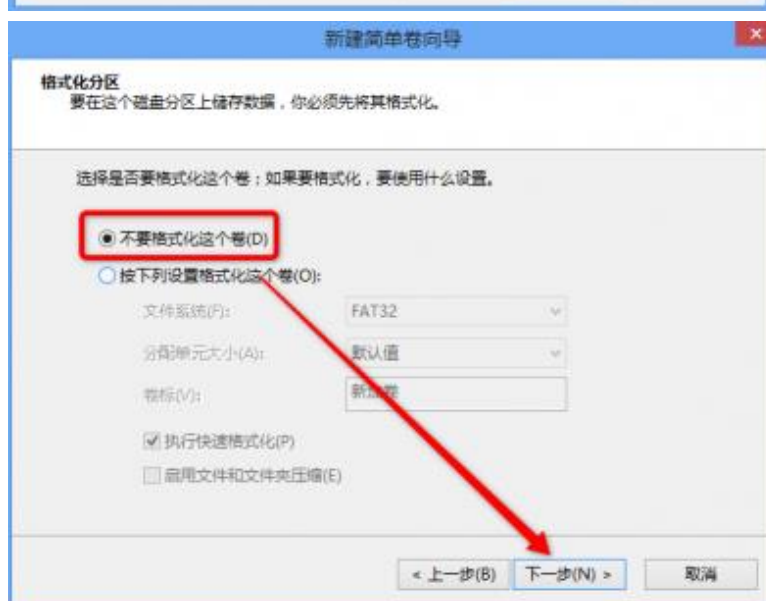 新建简单卷向导
格式化分区
要在这个磁盘分区上储存数据，你必须先将其格式化。
选择是否要格式化这个卷；如果要格式化，要使用什么设置。
不要格式化这个卷(D)
按下列设置格式化这个卷(O):
文件系统(F): FAT32
分配单元大小(A): 默认值
卷标(V): 新加卷
执行快速格式化(P)
启用文件和文件夹压缩(E)
< 上一步(B) 下一步(N) > 取消